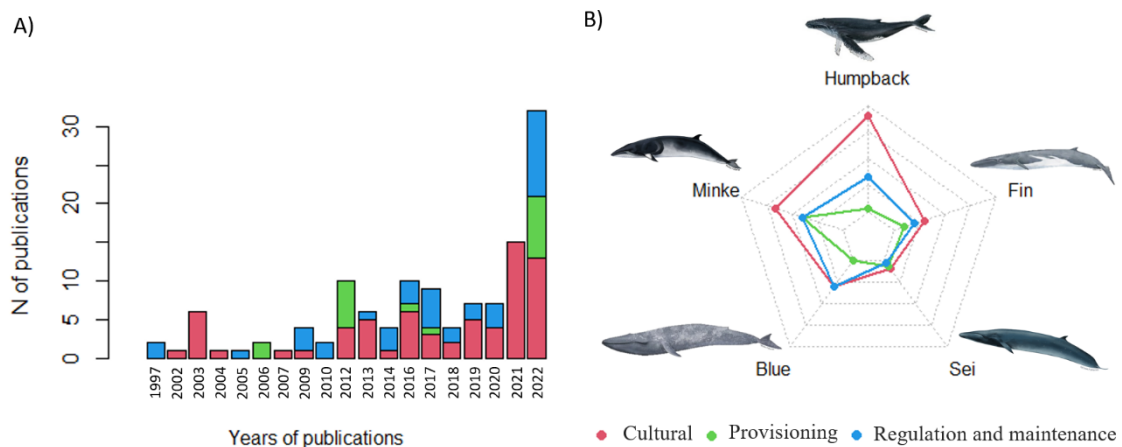 A)
B)
Humpback
Fin
Sei
Blue
Minke
N of publications
30
20
10
5
0
1997 2002 2003 2004 2005 2006 2007 2009 2010 2012 2013 2014 2016 2017 2018 2019 2020 2021 2022
Years of publications
Cultural Provisioning Regulation and maintenance